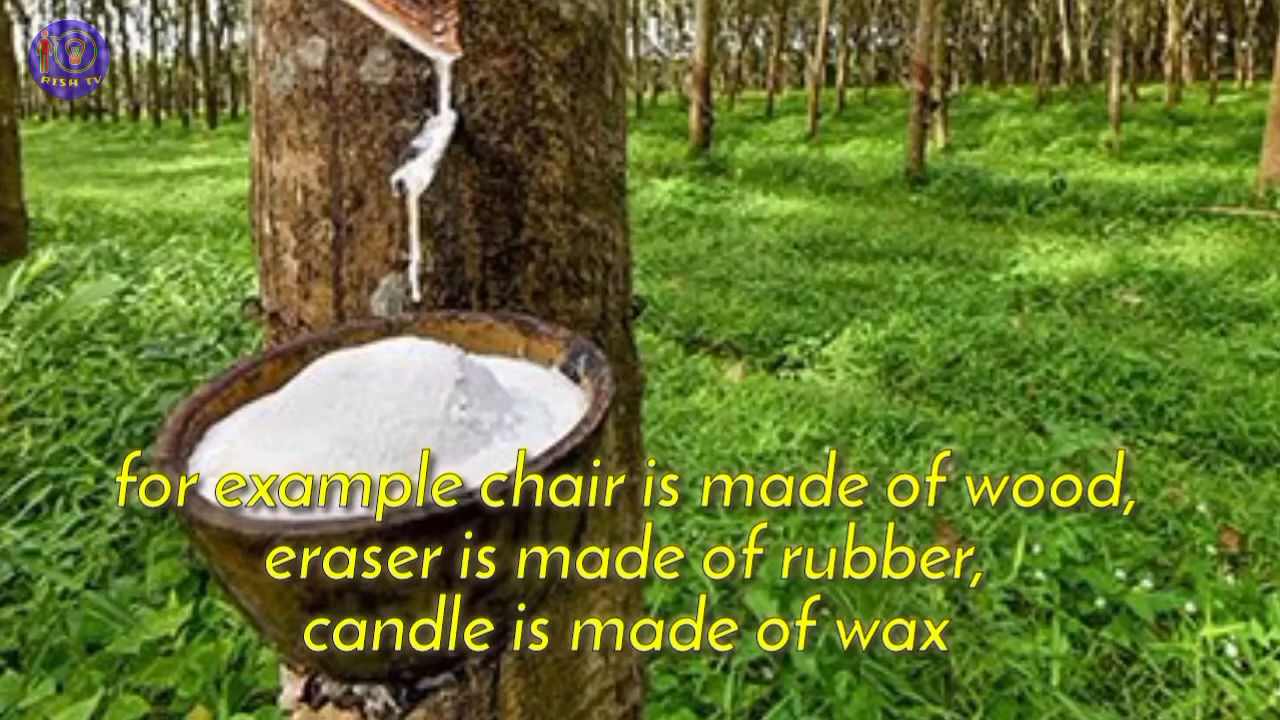 RISH TV
for example chair is made of wood,
eraser is made of rubber,
candle is made of wax